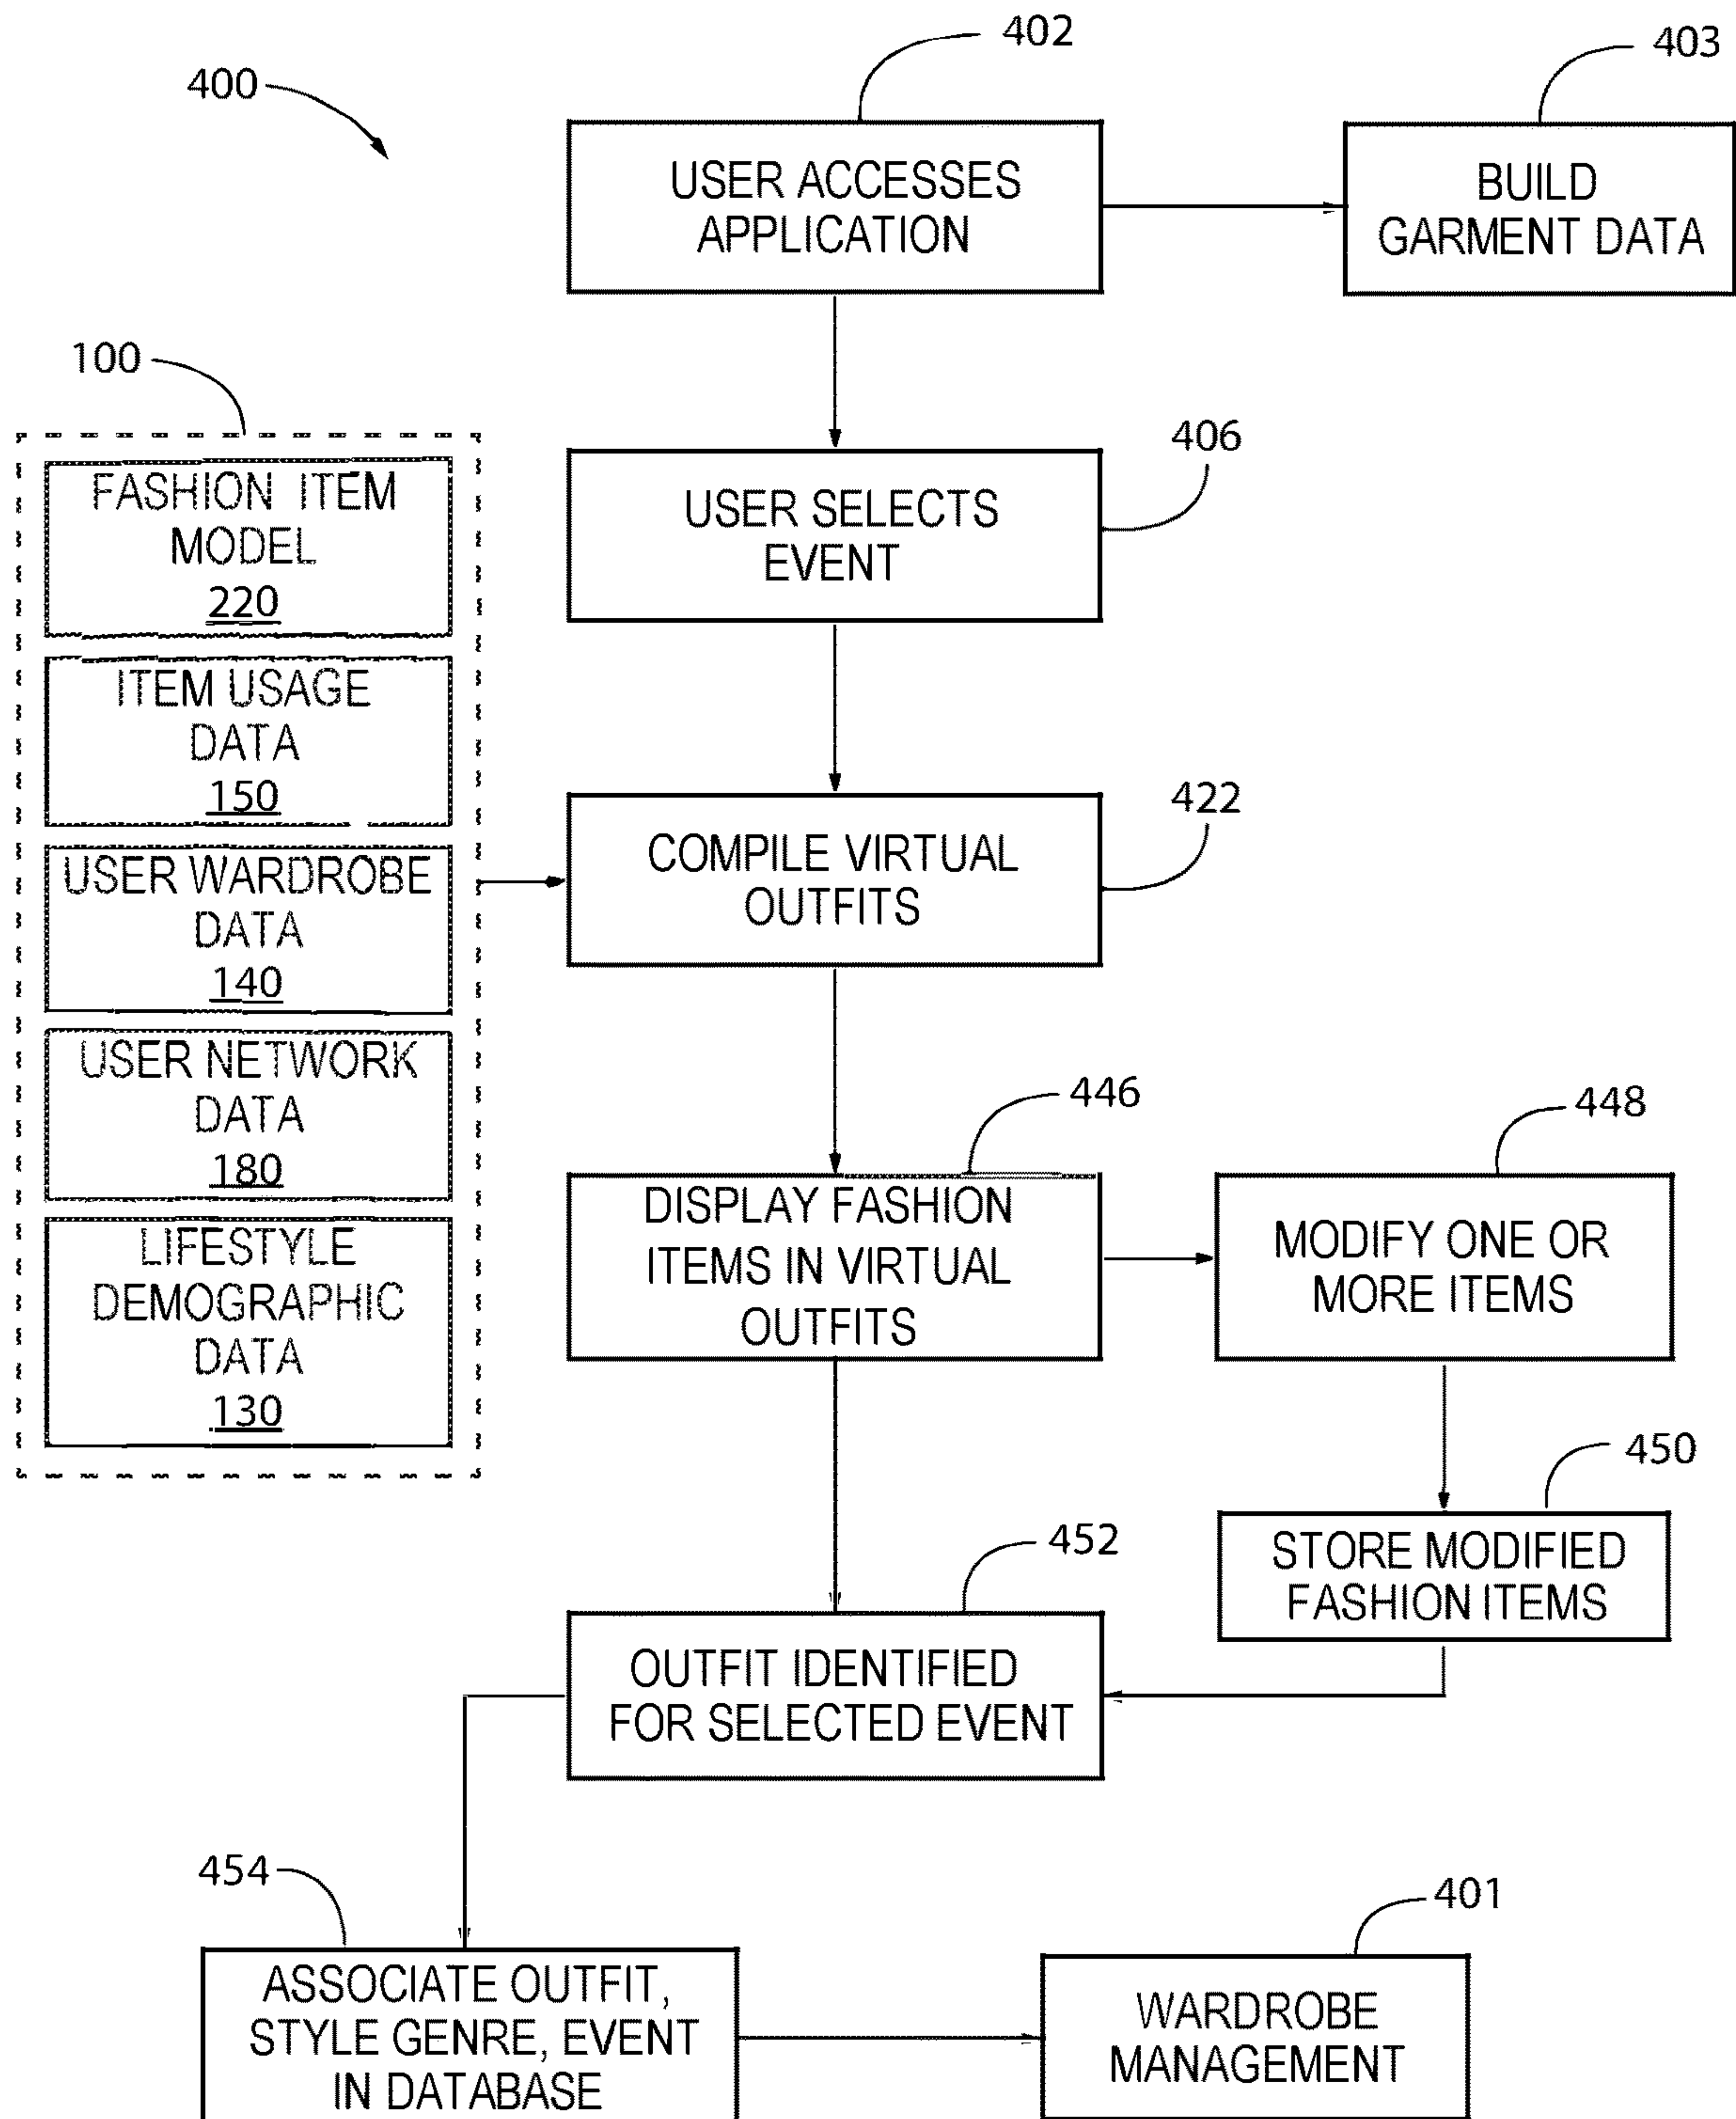 402
403
400
USER ACCESSES
APPLICATION
BUILD
GARMENT DATA
100
406
FASHION ITEM
MODEL
220
USER SELECTS
EVENT
ITEM USAGE
DATA
150
422
COMPILE VIRTUAL
OUTFITS
USER WARDROBE
DATA
140
USER NETWORK
DATA
180
446
448
LIFESTYLE
DEMOGRAPHIC
DATA
130
DISPLAY FASHION
ITEMS IN VIRTUAL
OUTFITS
MODIFY ONE OR
MORE ITEMS
450
STORE MODIFIED
FASHION ITEMS
452
OUTFIT IDENTIFIED
FOR SELECTED EVENT
454
401
ASSOCIATE OUTFIT,
STYLE GENRE, EVENT
IN DATABASE
WARDROBE
MANAGEMENT